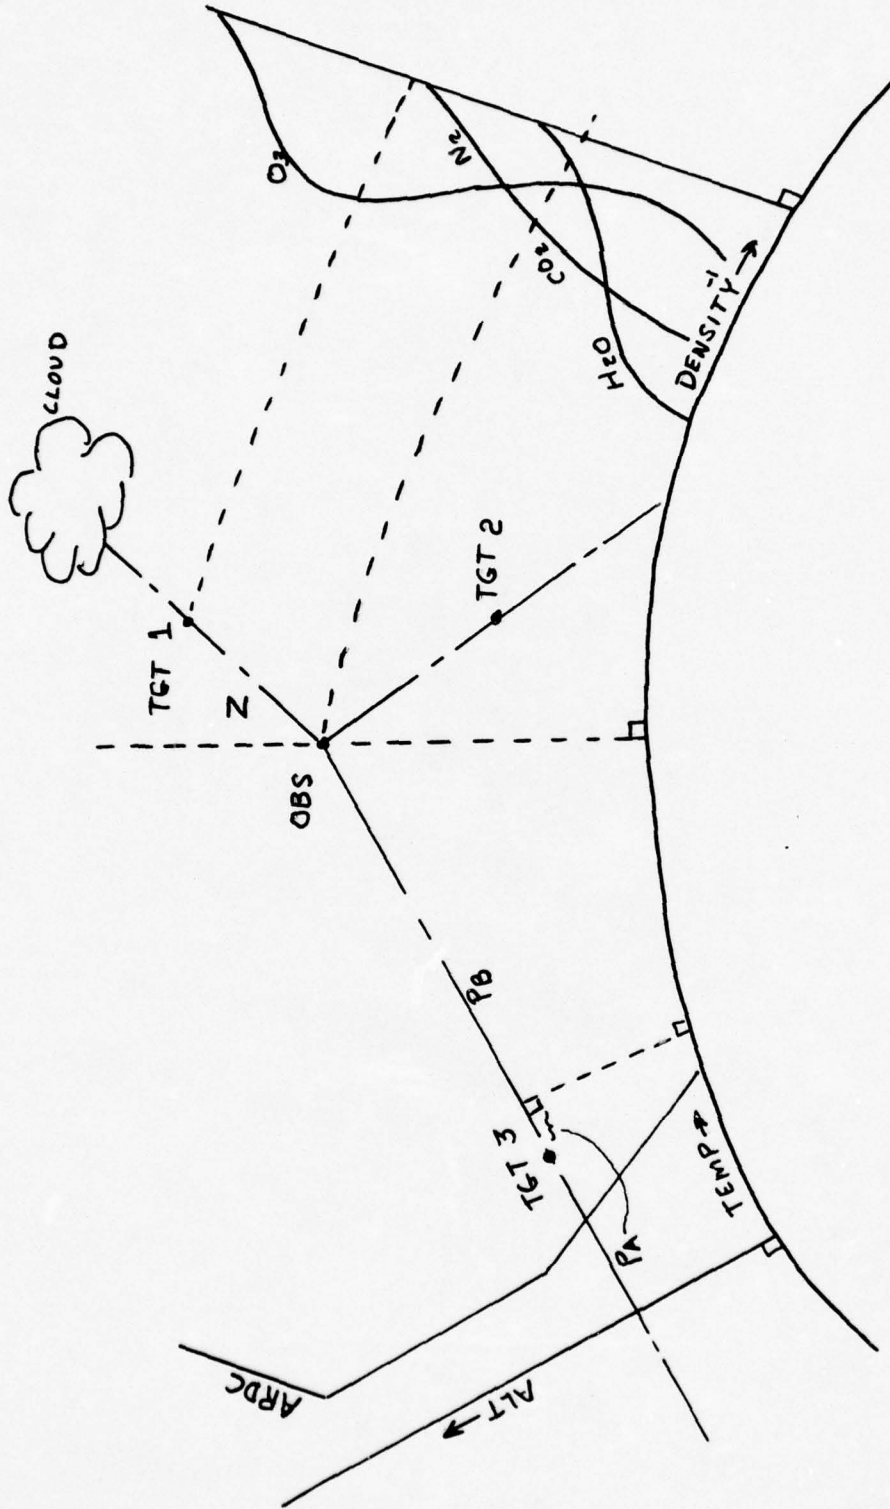 CLOUD
TGT 1
Z
OBS
TGT 2
O3
N2
CO2
H2O
DENSITY⁻¹ →
PB
TGT 3
PA
TEMP →
ARDC
ALT →